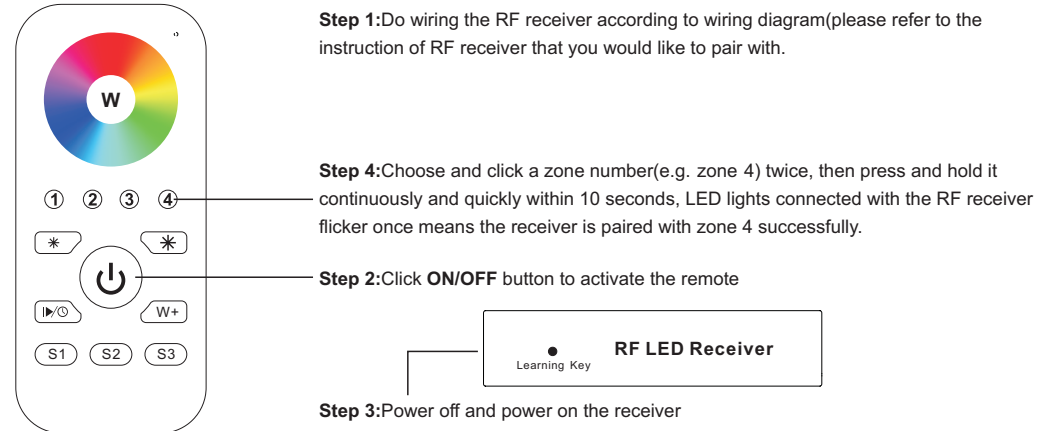 Step 1:Do wiring the RF receiver according to wiring diagram(please refer to the
instruction of RF receiver that you would like to pair with.
W
Step 4:Choose and click a zone number(e.g. zone 4) twice, then press and hold it
continuously and quickly within 10 seconds, LED lights connected with the RF receiver
flicker once means the receiver is paired with zone 4 successfully.
1 2 3 4
Step 2:Click ON/OFF button to activate the remote
W+
S1 S2 S3
RF LED Receiver
Learning Key
Step 3:Power off and power on the receiver